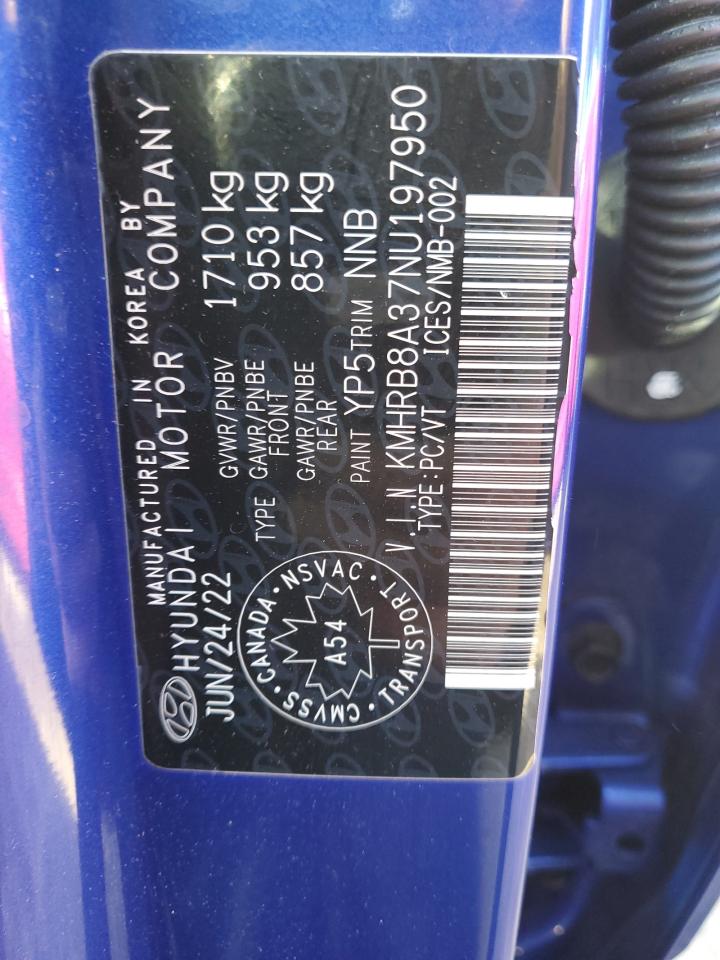 MANUFACTURED IN KOREA BY
HYUNDAI MOTOR COMPANY
JUN/24/22
GVWR/PNBV 1710 kg
TYPE GAWR/PNBE FRONT 953 kg
GAWR/PNBE REAR 857 kg
PAINT YP5 TRIM NNB
V.I.N KMHRB8A37NU197950
TYPE : PC/VT ICES/NMB-002
CANADA · NSVAC · TRANSPORT · CMVSS ·
A54